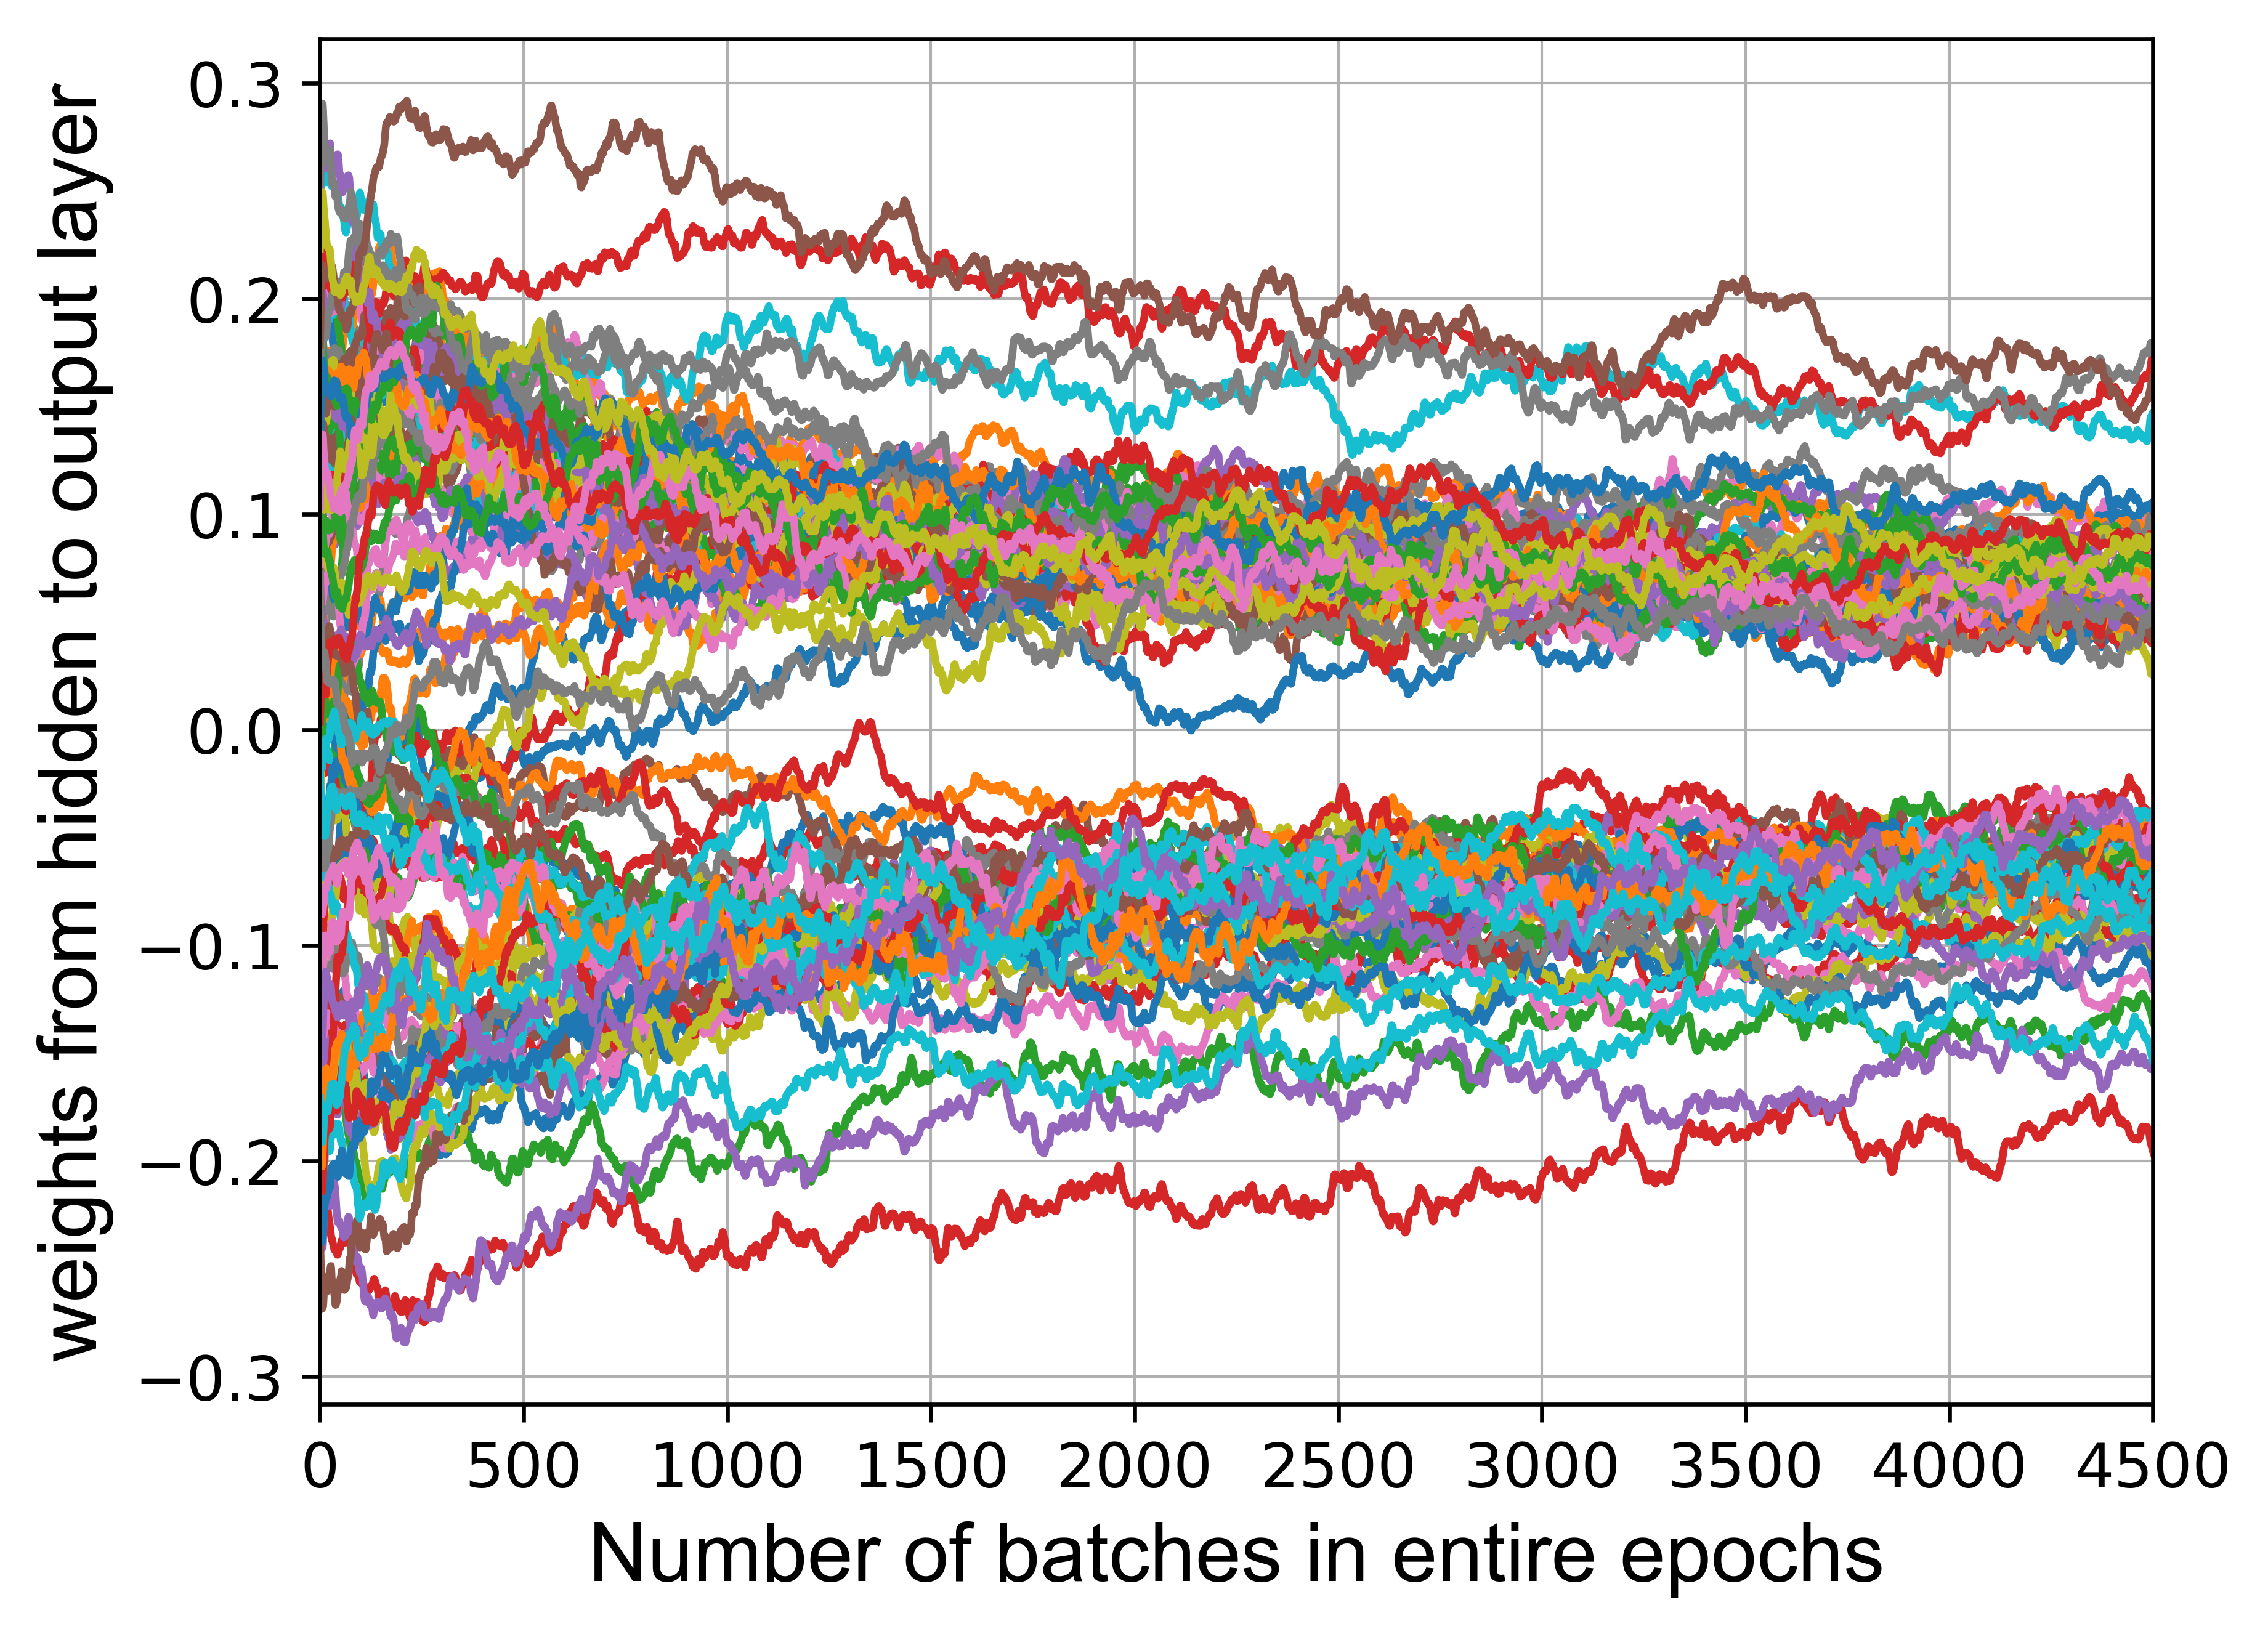 weights from hidden to output layer
0.3
0.2
0.1
0.0
−0.1
−0.2
−0.3
0 500 1000 1500 2000 2500 3000 3500 4000 4500
Number of batches in entire epochs